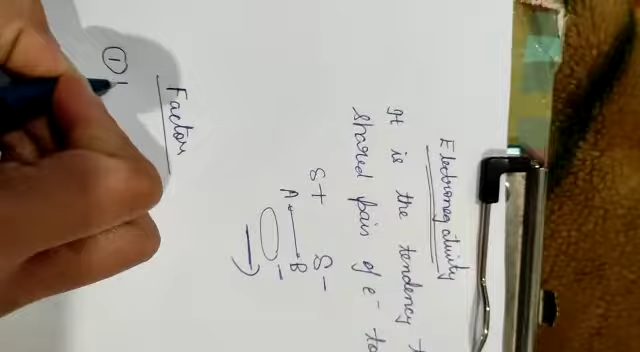 Electronegativity
It is the tendency t
shared pair of e⁻ to
δ+ δ-
A B
Factors
①